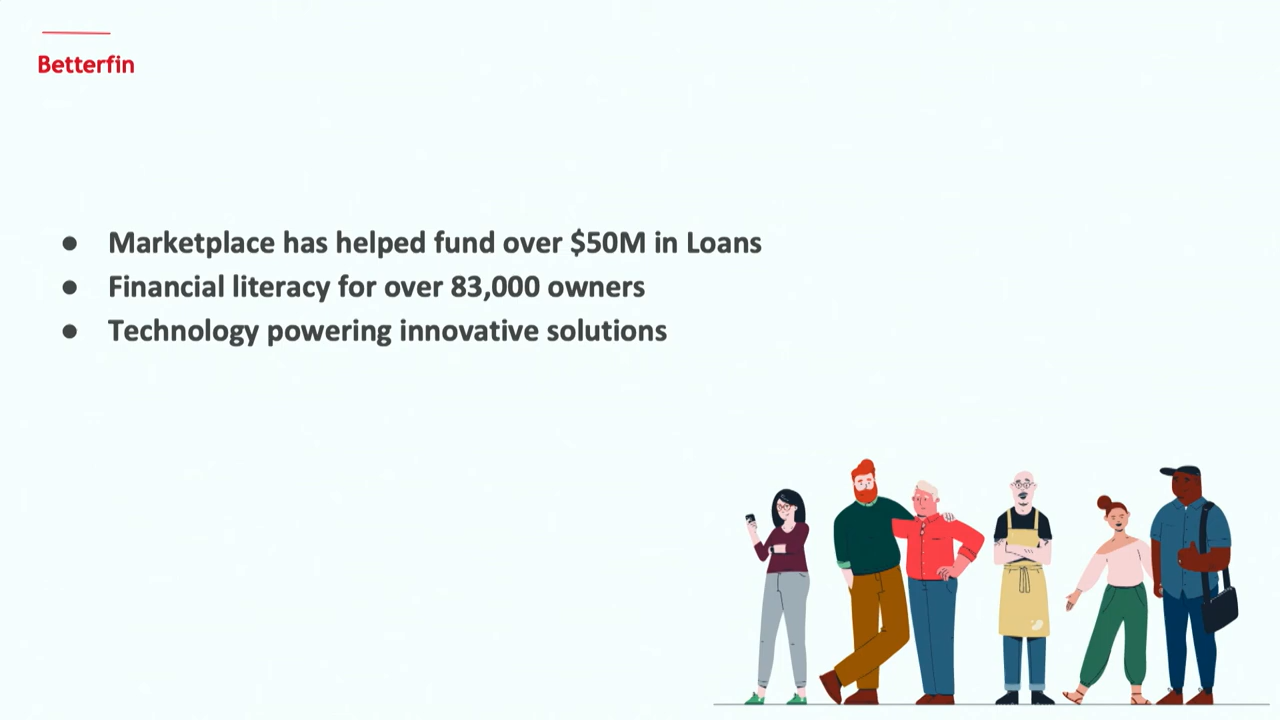 Betterfin
● Marketplace has helped fund over $50M in Loans
● Financial literacy for over 83,000 owners
● Technology powering innovative solutions